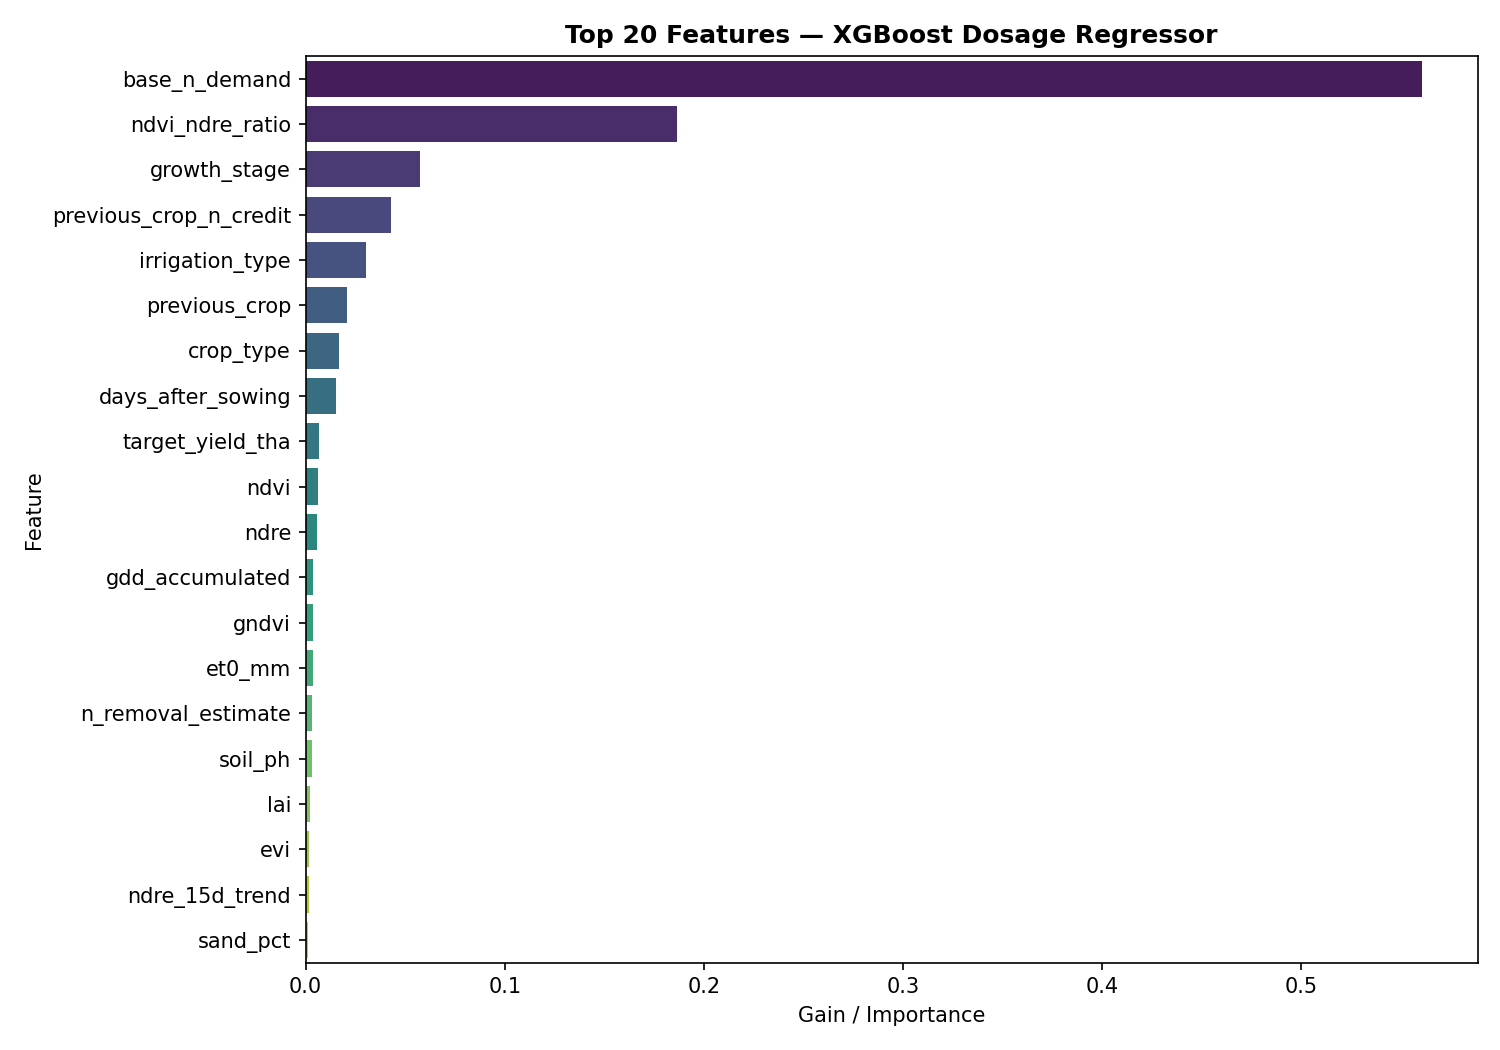 Top 20 Features — XGBoost Dosage Regressor
base_n_demand
ndvi_ndre_ratio
growth_stage
previous_crop_n_credit
irrigation_type
previous_crop
crop_type
days_after_sowing
target_yield_tha
ndvi
ndre
gdd_accumulated
gndvi
et0_mm
n_removal_estimate
soil_ph
lai
evi
ndre_15d_trend
sand_pct
Feature
0.0 0.1 0.2 0.3 0.4 0.5
Gain / Importance